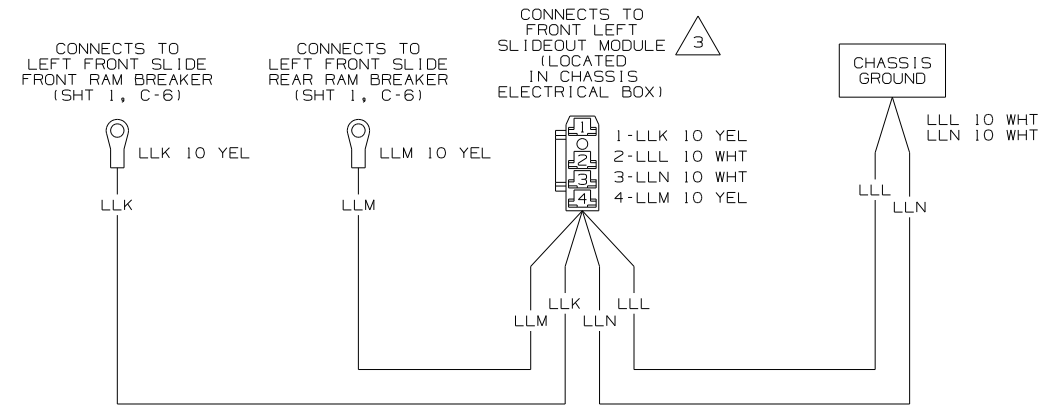 CONNECTS TO
LEFT FRONT SLIDE
FRONT RAM BREAKER
(SHT 1, C-6)
LLK 10 YEL
LLK
CONNECTS TO
LEFT FRONT SLIDE
REAR RAM BREAKER
(SHT 1, C-6)
LLM 10 YEL
LLM
CONNECTS TO
FRONT LEFT
SLIDEOUT MODULE
(LOCATED
IN CHASSIS
ELECTRICAL BOX)
3
1
2
3
4
1-LLK 10 YEL
2-LLL 10 WHT
3-LLN 10 WHT
4-LLM 10 YEL
LLM
LLK
LLN
LLL
CHASSIS
GROUND
LLL 10 WHT
LLN 10 WHT
LLL
LLN